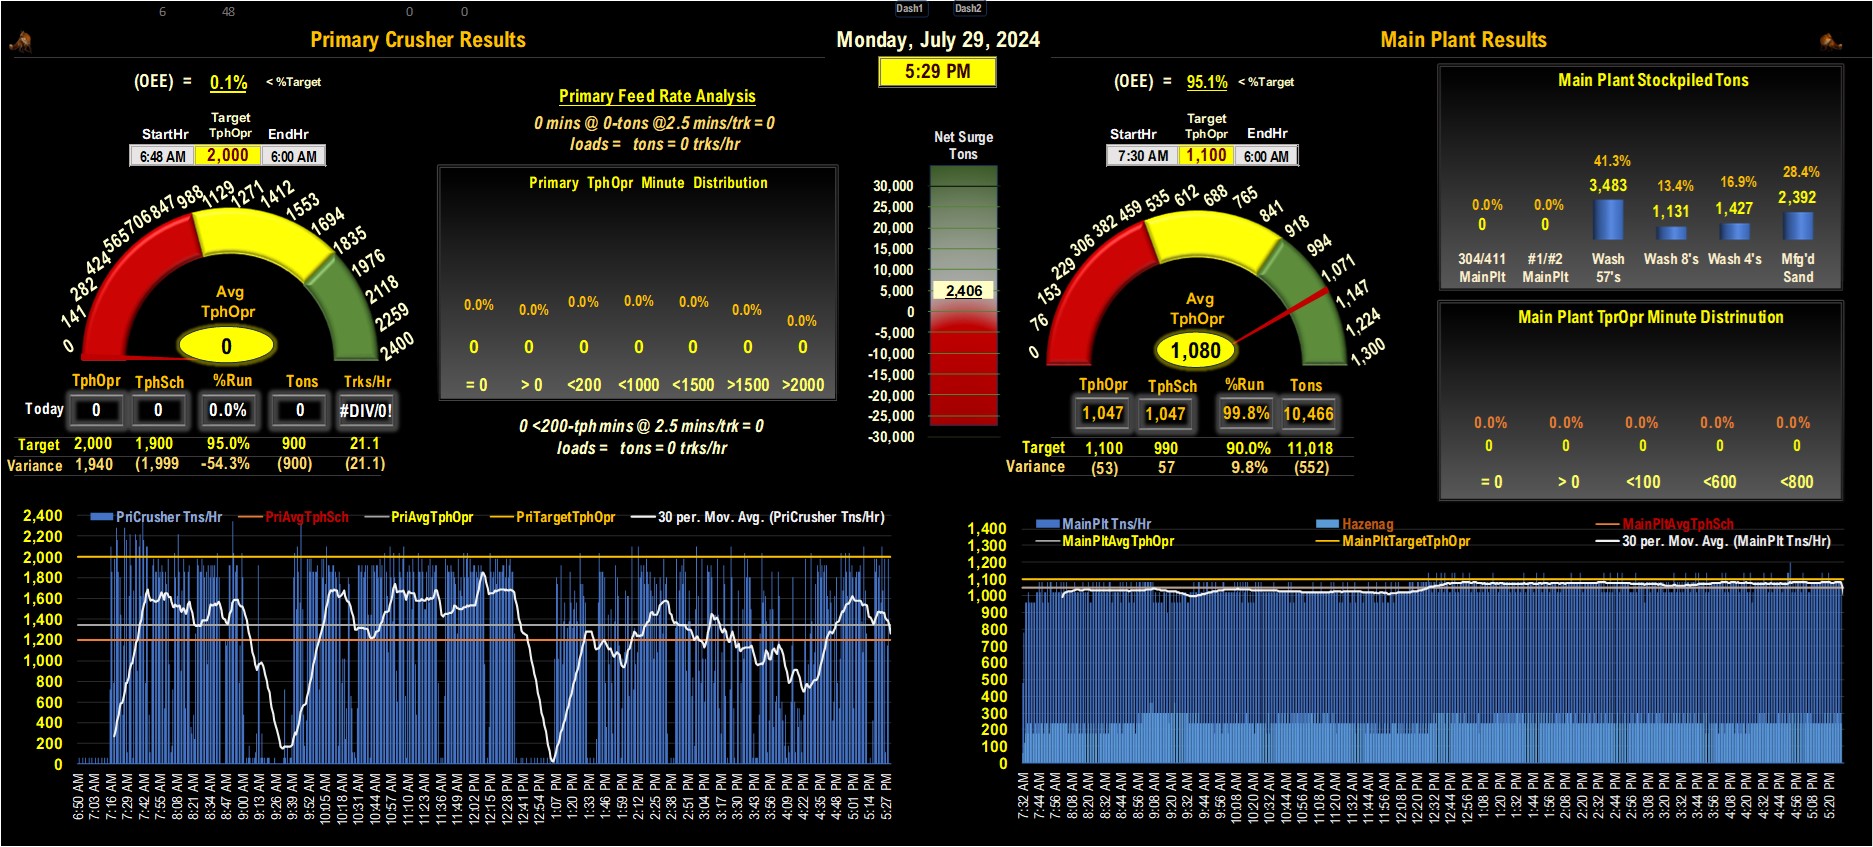 6 48 0 0 Dash1 Dash2
Primary Crusher Results
Monday, July 29, 2024
Main Plant Results
5:29 PM
(OEE) = 0.1% < %Target
Target
StartHr TphOpr EndHr
6:48 AM 2,000 6:00 AM
0 141 282 424 565 706 847 988 1129 1271 1412 1553 1694 1835 1976 2118 2259 2400
Avg
TphOpr
0
TphOpr TphSch %Run Tons Trks/Hr
Today 0 0 0.0% 0 #DIV/0!
Target 2,000 1,900 95.0% 900 21.1
Variance 1,940 (1,999 -54.3% (900) (21.1)
Primary Feed Rate Analysis
0 mins @ 0-tons @2.5 mins/trk = 0
loads = tons = 0 trks/hr
Primary TphOpr Minute Distribution
0.0% 0.0% 0.0% 0.0% 0.0% 0.0% 0.0%
0 0 0 0 0 0 0
= 0 > 0 <200 <1000 <1500 >1500 >2000
0 <200-tph mins @ 2.5 mins/trk = 0
loads = tons = 0 trks/hr
Net Surge
Tons
30,000
25,000
20,000
15,000
10,000
5,000
2,406
0
-5,000
-10,000
-15,000
-20,000
-25,000
-30,000
(OEE) = 95.1% < %Target
Target
StartHr TphOpr EndHr
7:30 AM 1,100 6:00 AM
0 76 153 229 306 382 459 535 612 688 765 841 918 994 1,071 1,147 1,224 1,300
Avg
TphOpr
1,080
TphOpr TphSch %Run Tons
1,047 1,047 99.8% 10,466
Target 1,100 990 90.0% 11,018
Variance (53) 57 9.8% (552)
Main Plant Stockpiled Tons
0.0% 0.0% 41.3% 13.4% 16.9% 28.4%
0 0 3,483 1,131 1,427 2,392
304/411 #1/#2 Wash Wash 8's Wash 4's Mfg'd
MainPlt MainPlt 57's Sand
Main Plant TprOpr Minute Distrinution
0.0% 0.0% 0.0% 0.0% 0.0% 0.0%
0 0 0 0 0 0
= 0 > 0 <100 <600 <800
PriCrusher Tns/Hr PriAvgTphSch PriAvgTphOpr PriTargetTphOpr 30 per. Mov. Avg. (PriCrusher Tns/Hr)
2,400
2,200
2,000
1,800
1,600
1,400
1,200
1,000
800
600
400
200
0
6:50 AM 7:03 AM 7:16 AM 7:29 AM 7:42 AM 7:55 AM 8:08 AM 8:21 AM 8:34 AM 8:47 AM 9:00 AM 9:13 AM 9:26 AM 9:39 AM 9:52 AM 10:05 AM 10:18 AM 10:31 AM 10:44 AM 10:57 AM 11:10 AM 11:23 AM 11:36 AM 11:49 AM 12:02 PM 12:15 PM 12:28 PM 12:41 PM 12:54 PM 1:07 PM 1:20 PM 1:33 PM 1:46 PM 1:59 PM 2:12 PM 2:25 PM 2:38 PM 2:51 PM 3:04 PM 3:17 PM 3:30 PM 3:43 PM 3:56 PM 4:09 PM 4:22 PM 4:35 PM 4:48 PM 5:01 PM 5:14 PM 5:27 PM
MainPlt Tns/Hr Hazenag MainPltAvgTphSch
MainPltAvgTphOpr MainPltTargetTphOpr 30 per. Mov. Avg. (MainPlt Tns/Hr)
1,400
1,300
1,200
1,100
1,000
900
800
700
600
500
400
300
200
100
0
7:32 AM 7:44 AM 7:56 AM 8:08 AM 8:20 AM 8:32 AM 8:44 AM 8:56 AM 9:08 AM 9:20 AM 9:32 AM 9:44 AM 9:56 AM 10:08 AM 10:20 AM 10:32 AM 10:44 AM 10:56 AM 11:08 AM 11:20 AM 11:32 AM 11:44 AM 11:56 AM 12:08 PM 12:20 PM 12:32 PM 12:44 PM 12:56 PM 1:08 PM 1:20 PM 1:32 PM 1:44 PM 1:56 PM 2:08 PM 2:20 PM 2:32 PM 2:44 PM 2:56 PM 3:08 PM 3:20 PM 3:32 PM 3:44 PM 3:56 PM 4:08 PM 4:20 PM 4:32 PM 4:44 PM 4:56 PM 5:08 PM 5:20 PM